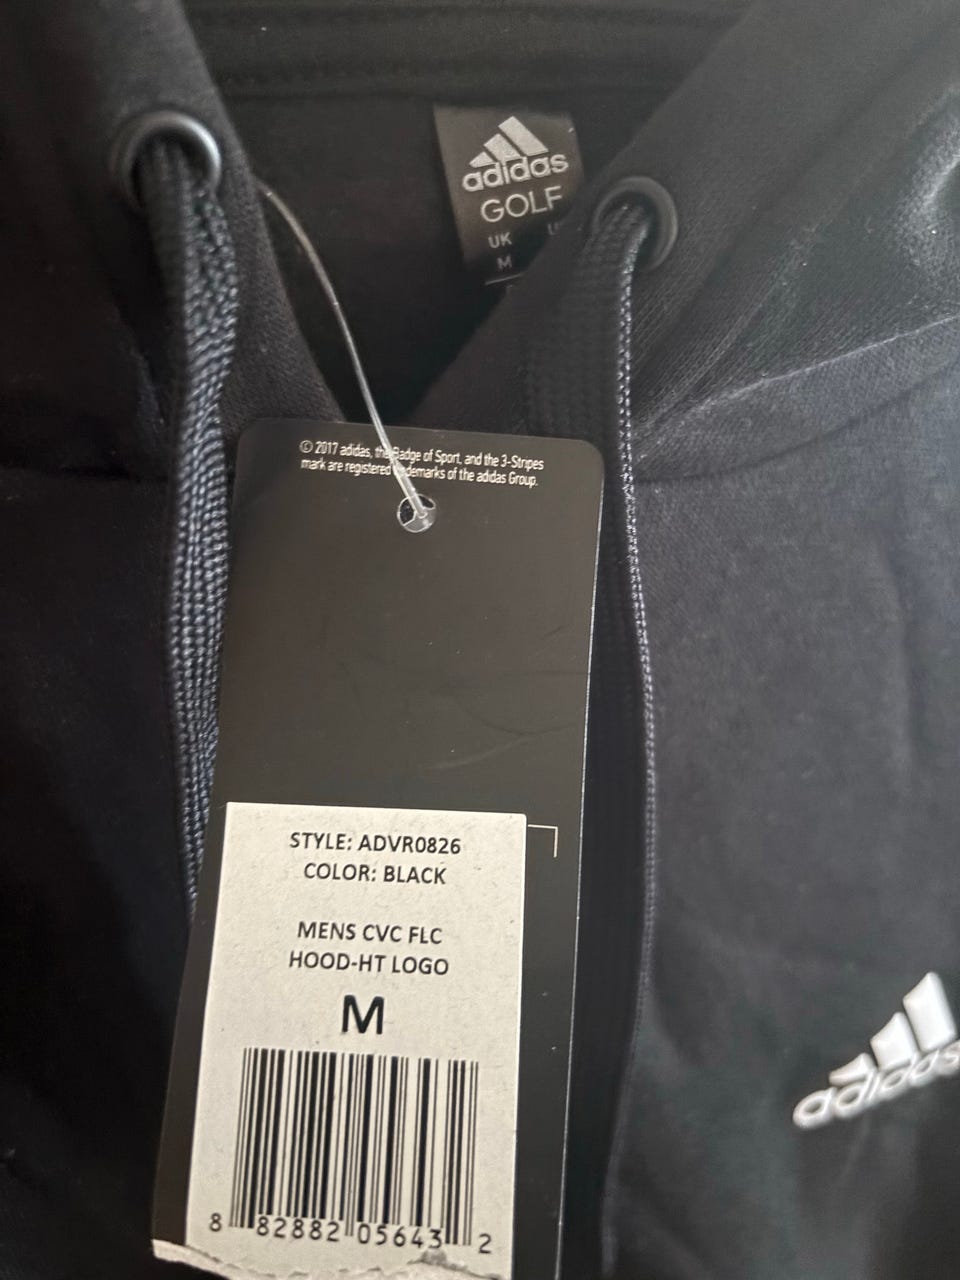 adidas
GOLF
UK
M
© 2017 adidas, the Badge of Sport, and the 3-Stripes
mark are registered of the adidas Group.
STYLE: ADVR0826
COLOR: BLACK
MENS CVC FLC
HOOD-HT LOGO
M
8 82882 05643 2
adidas